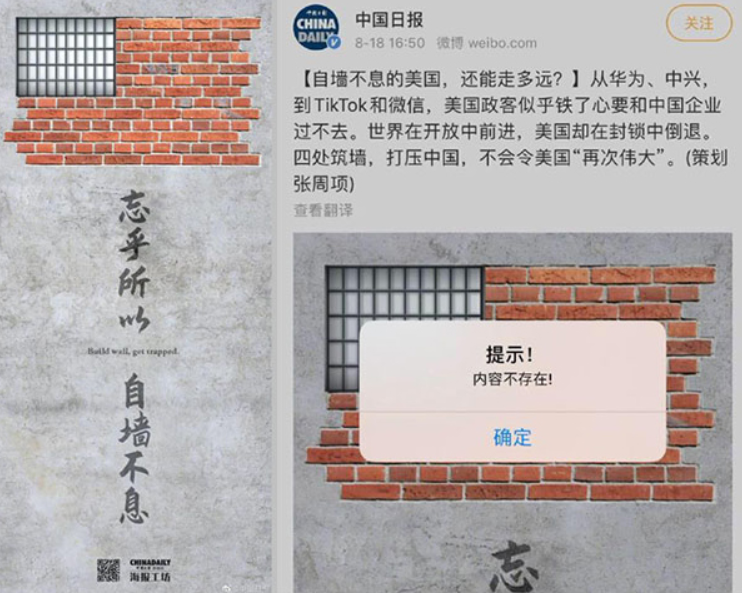 忘乎所以
Build wall, get trapped.
自墙不息
CHINADAILY
海报工坊
CHINA
DAILY
中国日报
8-18 16:50 微博 weibo.com
关注
【自墙不息的美国，还能走多远？】从华为、中兴，
到TikTok和微信，美国政客似乎铁了心要和中国企业
过不去。世界在开放中前进，美国却在封锁中倒退。
四处筑墙，打压中国，不会令美国“再次伟大”。(策划
张周项)
查看翻译
提示！
内容不存在！
确定
忘